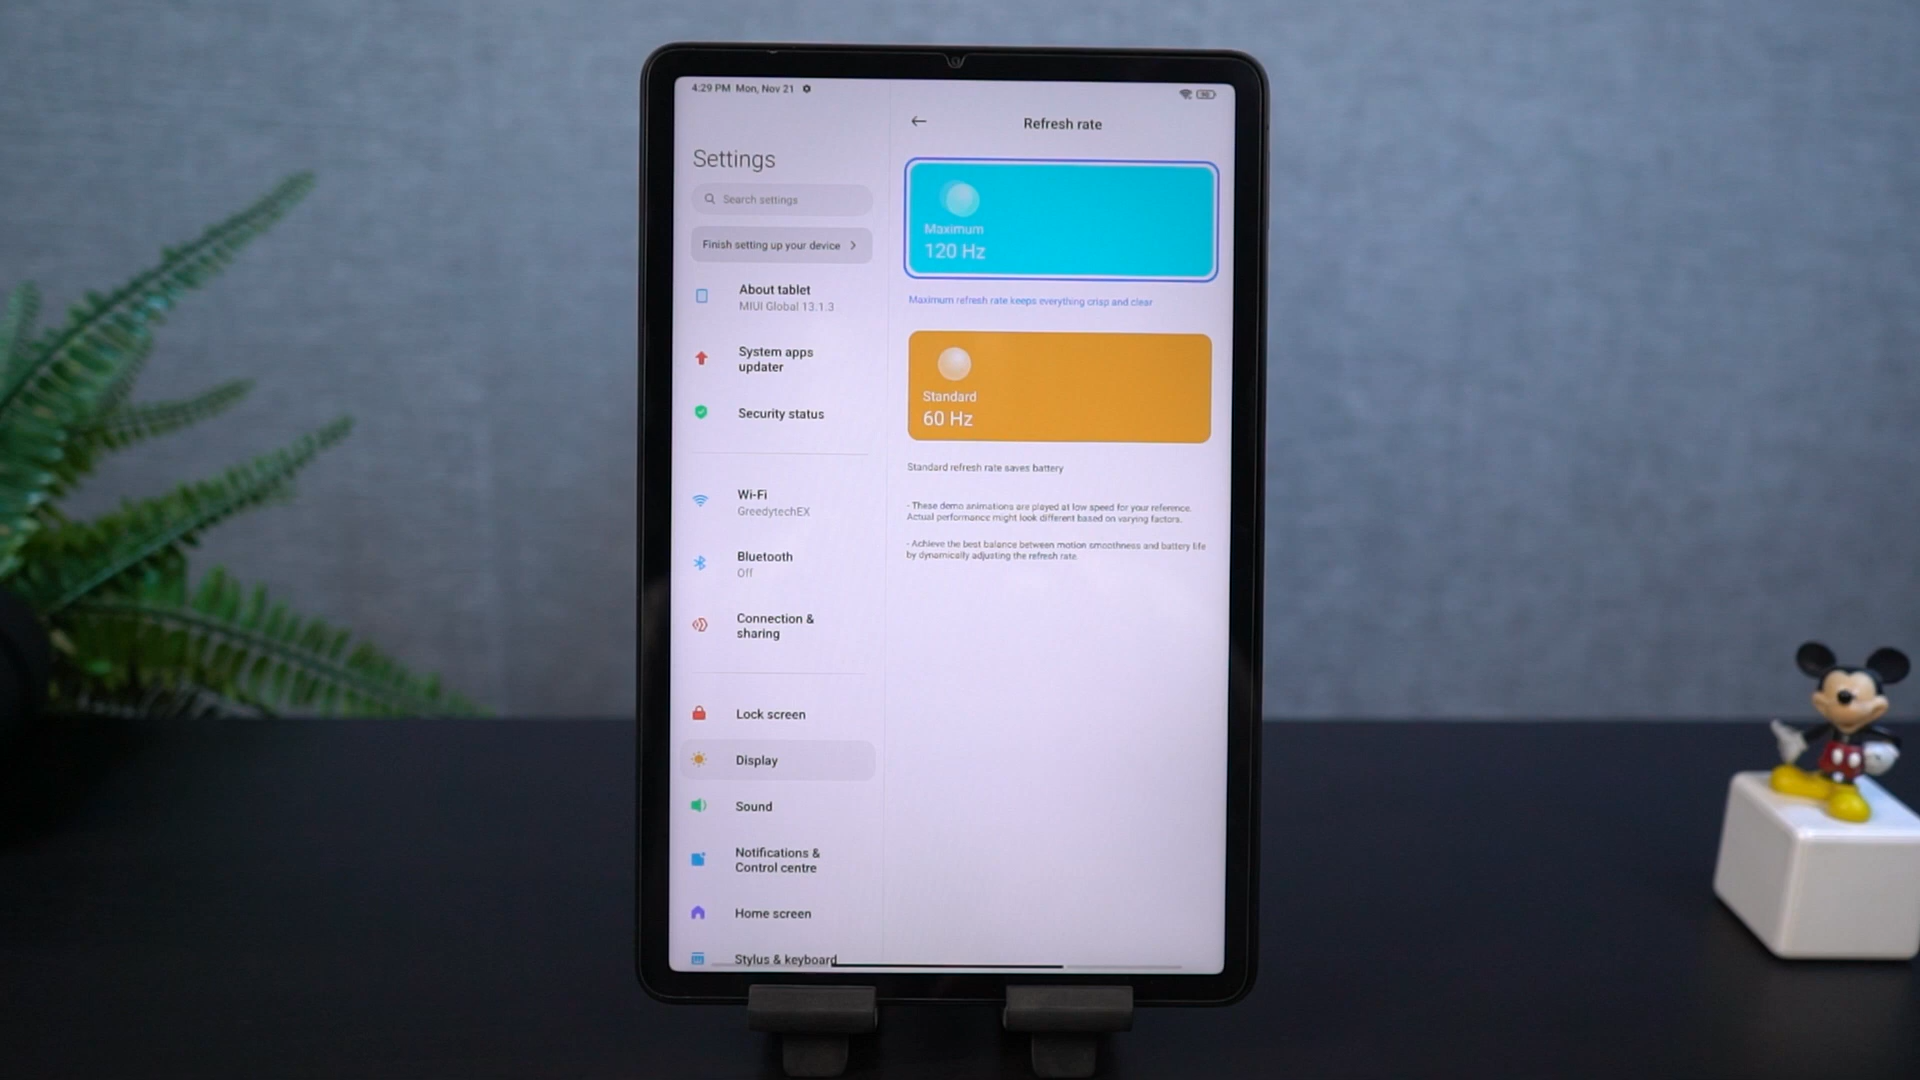 4:29 PM Mon, Nov 21
Settings
Search settings
Finish setting up your device
About tablet
MIUI Global 13.1.3
System apps
updater
Security status
Wi-Fi
GreedytechEX
Bluetooth
Off
Connection &
sharing
Lock screen
Display
Sound
Notifications &
Control centre
Home screen
Stylus & keyboard
Refresh rate
Maximum
120 Hz
Maximum refresh rate keeps everything crisp and clear
Standard
60 Hz
Standard refresh rate saves battery
- These demo animations are played at low speed for your reference.
Actual performance might look different based on varying factors.
- Achieve the best balance between motion smoothness and battery life
by dynamically adjusting the refresh rate.